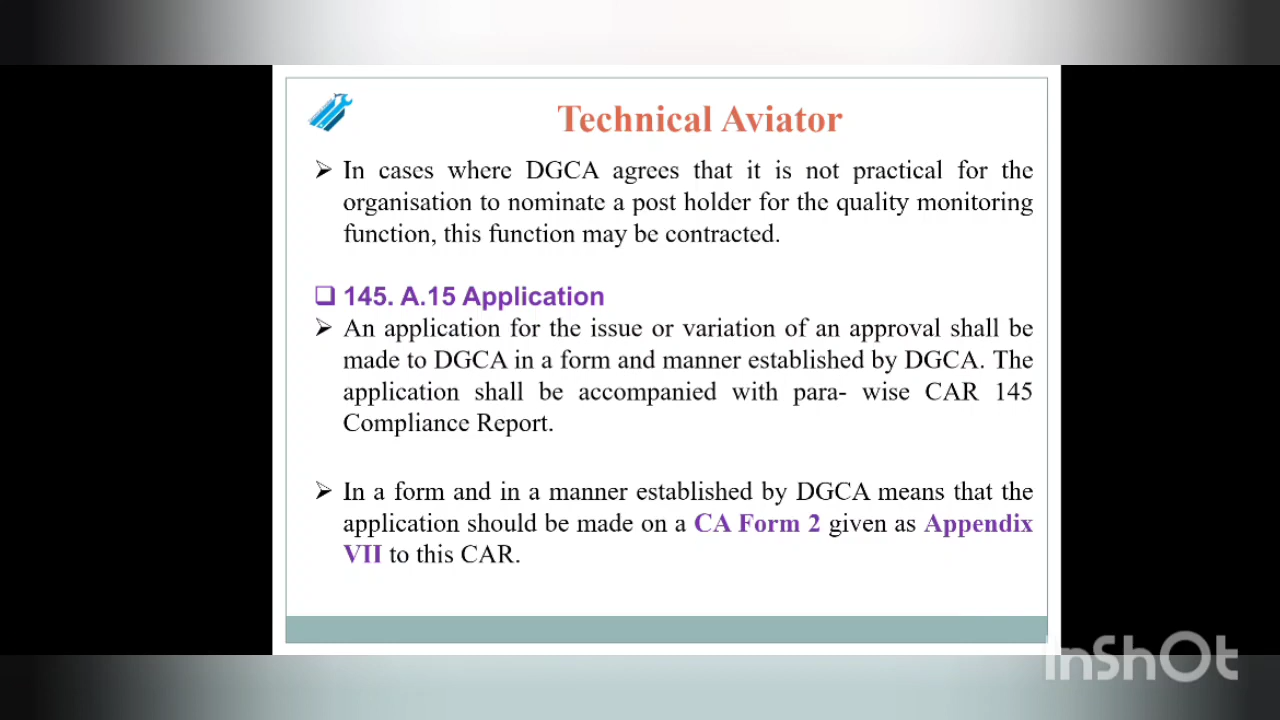 Technical Aviator
➢ In cases where DGCA agrees that it is not practical for the
organisation to nominate a post holder for the quality monitoring
function, this function may be contracted.
❑ 145. A.15 Application
➢ An application for the issue or variation of an approval shall be
made to DGCA in a form and manner established by DGCA. The
application shall be accompanied with para- wise CAR 145
Compliance Report.
➢ In a form and in a manner established by DGCA means that the
application should be made on a CA Form 2 given as Appendix
VII to this CAR.
InShOt